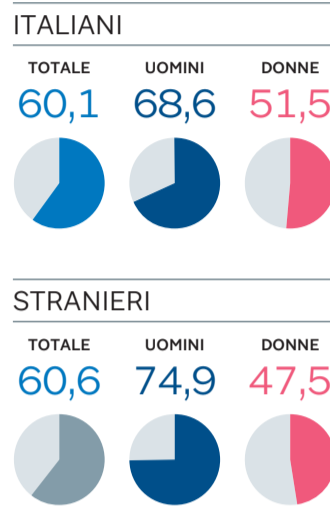 ITALIANI
TOTALE UOMINI DONNE
60,1 68,6 51,5
STRANIERI
TOTALE UOMINI DONNE
60,6 74,9 47,5